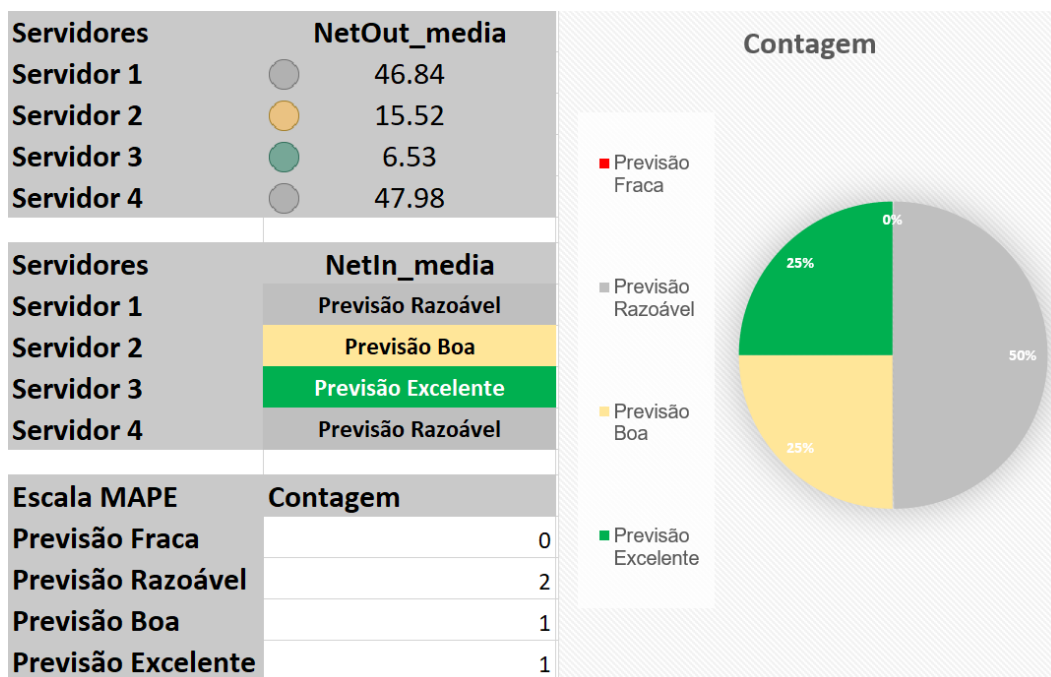 Servidores NetOut_media
Servidor 1 46.84
Servidor 2 15.52
Servidor 3 6.53
Servidor 4 47.98
Servidores NetIn_media
Servidor 1 Previsão Razoável
Servidor 2 Previsão Boa
Servidor 3 Previsão Excelente
Servidor 4 Previsão Razoável
Escala MAPE Contagem
Previsão Fraca 0
Previsão Razoável 2
Previsão Boa 1
Previsão Excelente 1
Contagem
Previsão
Fraca
Previsão
Razoável
Previsão
Boa
Previsão
Excelente
0%
25%
50%
25%